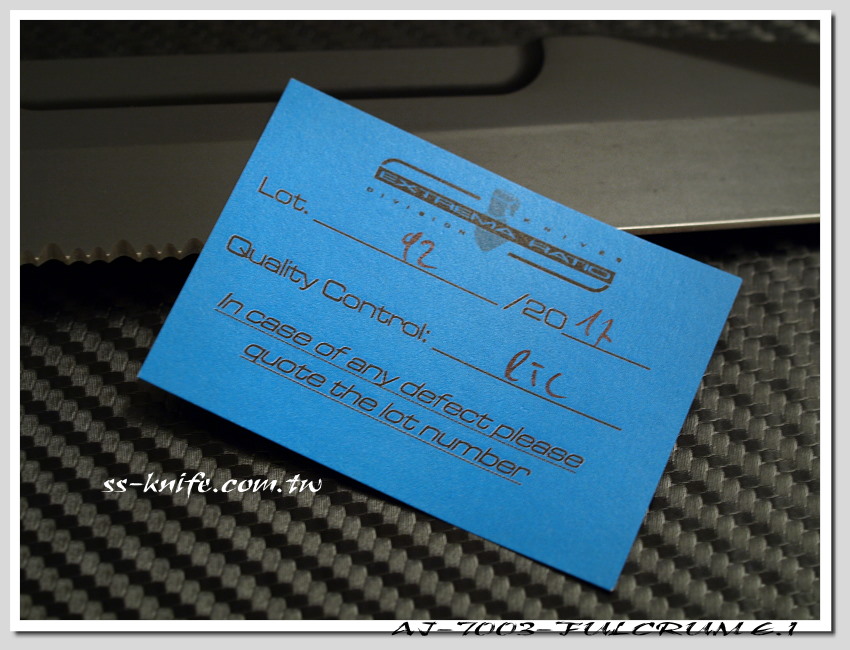 EXTREMA RATIO
KNIVES
DIVISION
Lot. 92 /20 17
Quality Control: RIC
In case of any defect please
quote the lot number
ss-knife.com.tw
AJ-7003-FULCRUM E.1